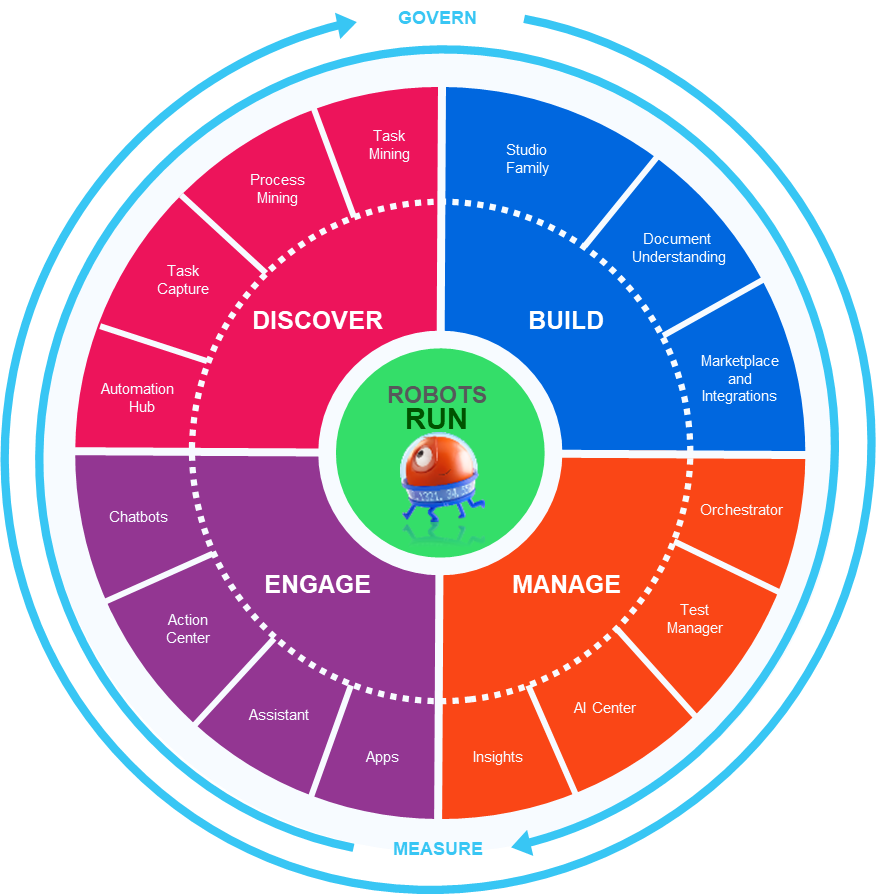 GOVERN
Task
Mining
Process
Mining
Task
Capture
Automation
Hub
DISCOVER
Studio
Family
Document
Understanding
Marketplace
and
Integrations
BUILD
ROBOTS
RUN
Chatbots
Action
Center
Assistant
Apps
ENGAGE
MANAGE
Orchestrator
Test
Manager
AI Center
Insights
MEASURE